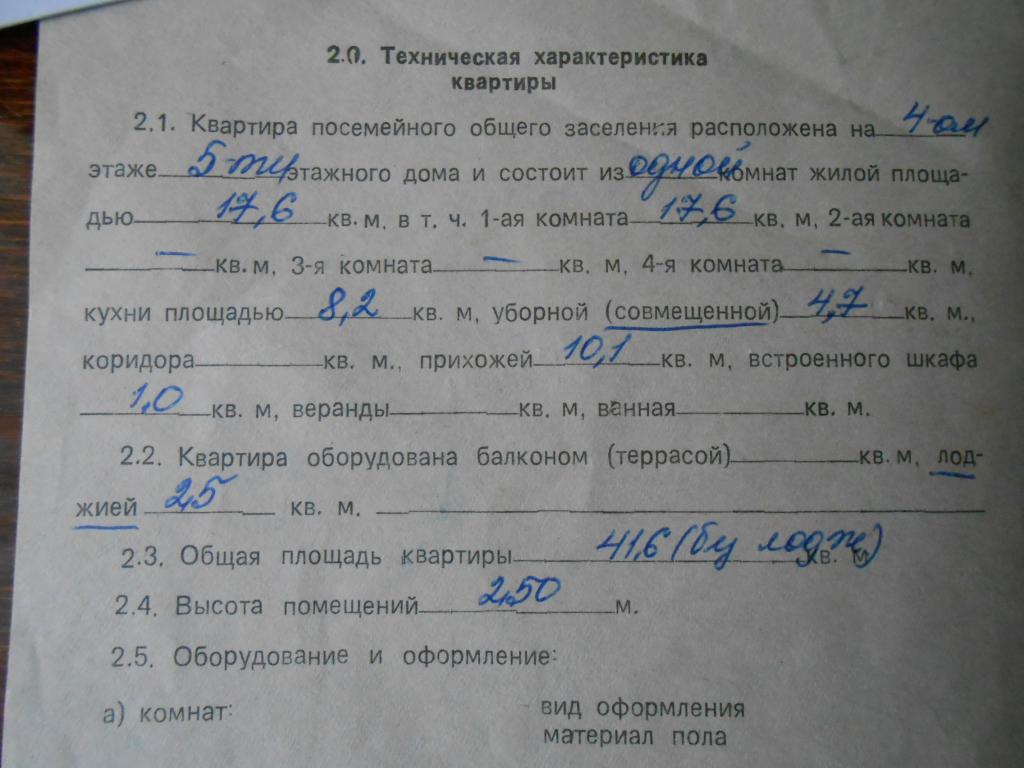 2.0. Техническая характеристика
квартиры
2.1. Квартира посемейного общего заселения расположена на 4-ом
этаже 5-ти этажного дома и состоит из одной комнат жилой площа-
дью 17,6 кв. м, в т. ч. 1-ая комната 17,6 кв. м, 2-ая комната
— кв. м, 3-я комната — кв. м, 4-я комната — кв. м,
кухни площадью 8,2 кв. м, уборной (совмещенной) 4,7 кв. м.,
коридора кв. м., прихожей 10,1 кв. м, встроенного шкафа
1,0 кв. м, веранды кв. м, ванная кв. м.
2.2. Квартира оборудована балконом (террасой) кв. м, лод-
жией 2,5 кв. м.
2.3. Общая площадь квартиры 41,6 (бу лодж) кв. м
2.4. Высота помещений 2,50 м.
2.5. Оборудование и оформление:
а) комнат: вид оформления
материал пола